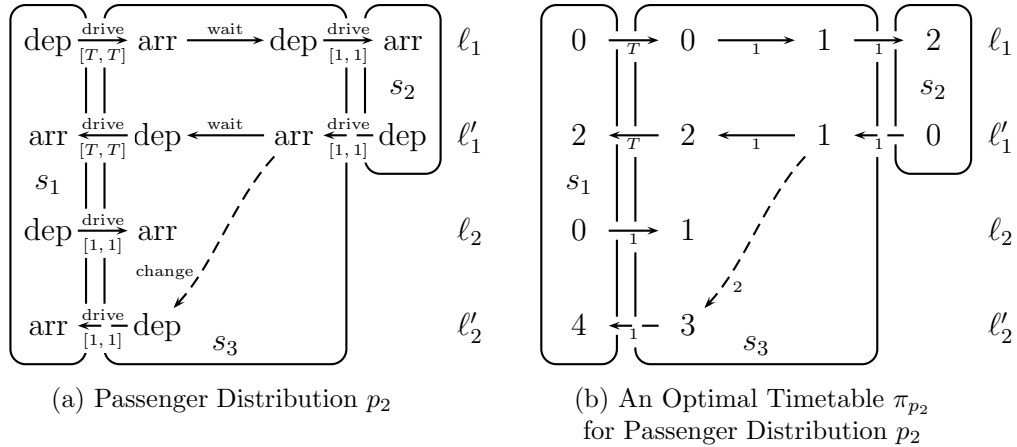 drive wait drive
dep arr dep arr ℓ₁
[T, T] [1, 1]
s₂
drive wait drive
arr dep arr dep ℓ′₁
[T, T] [1, 1]
s₁
drive
dep arr ℓ₂
[1, 1]
change
drive
arr dep ℓ′₂
[1, 1]
s₃
(a) Passenger Distribution p₂
0 0 1 2 ℓ₁
T 1 1
s₂
2 2 1 0 ℓ′₁
T 1 1
s₁
0 1 ℓ₂
1
2
4 3 ℓ′₂
1
s₃
(b) An Optimal Timetable π_{p₂}
for Passenger Distribution p₂